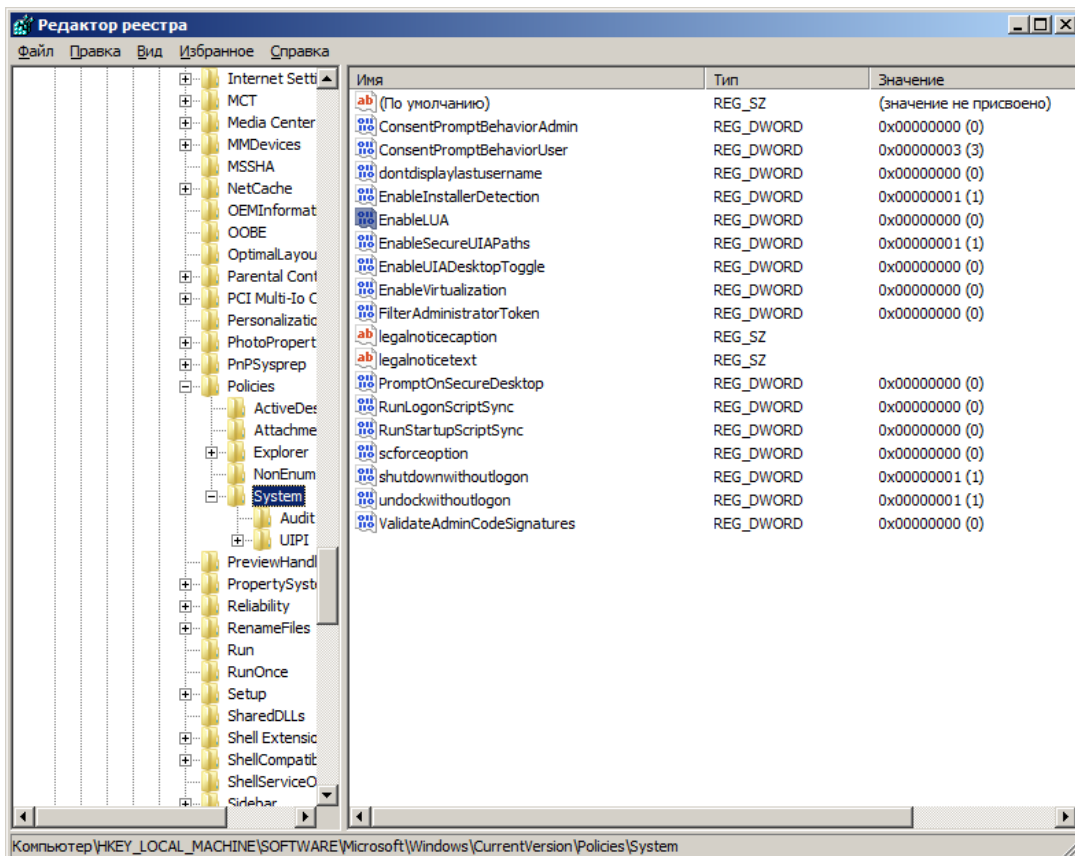 Редактор реестра
Файл Правка Вид Избранное Справка
Internet Setti
MCT
Media Center
MMDevices
MSSHA
NetCache
OEMInformat
OOBE
OptimalLayou
Parental Cont
PCI Multi-Io C
Personalizatio
PhotoPropert
PnPSysprep
Policies
ActiveDes
Attachme
Explorer
NonEnum
System
Audit
UIPI
PreviewHandl
PropertySyst
Reliability
RenameFiles
Run
RunOnce
Setup
SharedDLLs
Shell Extensio
ShellCompatib
ShellServiceO
Sidebar
Имя Тип Значение
(По умолчанию) REG_SZ (значение не присвоено)
ConsentPromptBehaviorAdmin REG_DWORD 0x00000000 (0)
ConsentPromptBehaviorUser REG_DWORD 0x00000003 (3)
dontdisplaylastusername REG_DWORD 0x00000000 (0)
EnableInstallerDetection REG_DWORD 0x00000001 (1)
EnableLUA REG_DWORD 0x00000000 (0)
EnableSecureUIAPaths REG_DWORD 0x00000001 (1)
EnableUIADesktopToggle REG_DWORD 0x00000000 (0)
EnableVirtualization REG_DWORD 0x00000000 (0)
FilterAdministratorToken REG_DWORD 0x00000000 (0)
legalnoticecaption REG_SZ
legalnoticetext REG_SZ
PromptOnSecureDesktop REG_DWORD 0x00000000 (0)
RunLogonScriptSync REG_DWORD 0x00000000 (0)
RunStartupScriptSync REG_DWORD 0x00000000 (0)
scforceoption REG_DWORD 0x00000000 (0)
shutdownwithoutlogon REG_DWORD 0x00000001 (1)
undockwithoutlogon REG_DWORD 0x00000001 (1)
ValidateAdminCodeSignatures REG_DWORD 0x00000000 (0)
Компьютер\HKEY_LOCAL_MACHINE\SOFTWARE\Microsoft\Windows\CurrentVersion\Policies\System